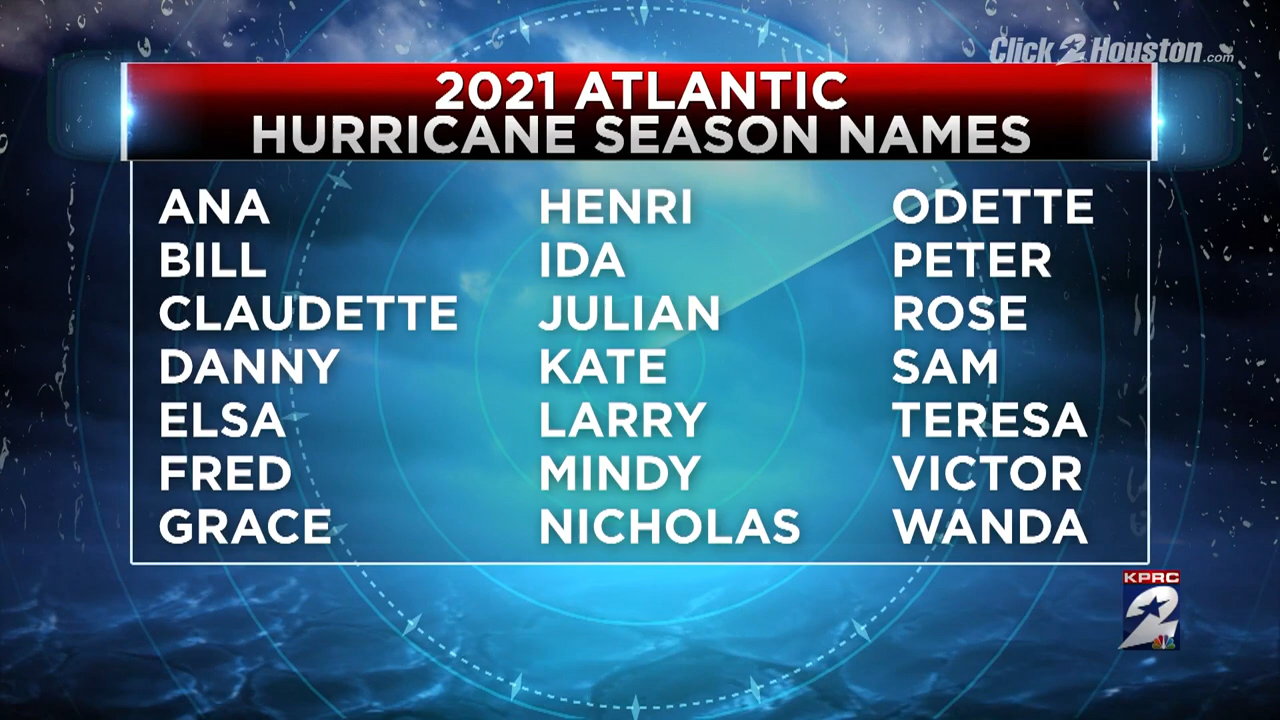 Click2Houston.com
2021 ATLANTIC
HURRICANE SEASON NAMES
ANA
BILL
CLAUDETTE
DANNY
ELSA
FRED
GRACE
HENRI
IDA
JULIAN
KATE
LARRY
MINDY
NICHOLAS
ODETTE
PETER
ROSE
SAM
TERESA
VICTOR
WANDA
KPRC
2